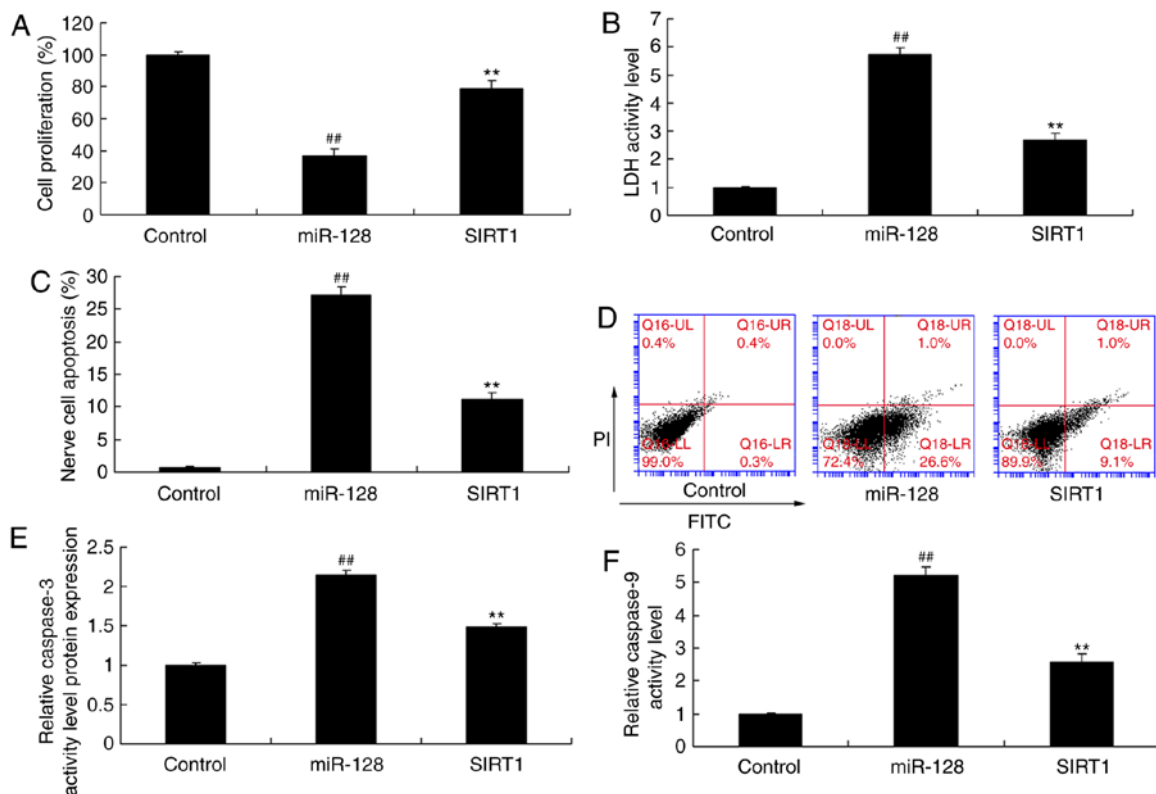 A
Cell proliferation (%)
120
100
80
60
40
20
0
##
**
Control miR-128 SIRT1
B
LDH activity level
7
6
5
4
3
2
1
0
##
**
Control miR-128 SIRT1
C
Nerve cell apoptosis (%)
30
25
20
15
10
5
0
##
**
Control miR-128 SIRT1
D
PI
Q16-UL Q16-UR
0.4% 0.4%
Q16-LL Q16-LR
99.0% 0.3%
Control
FITC
Q18-UL Q18-UR
0.0% 1.0%
Q18-LL Q18-LR
72.4% 26.6%
miR-128
Q18-UL Q18-UR
0.0% 1.0%
Q18-LL Q18-LR
89.9% 9.1%
SIRT1
E
Relative caspase-3
activity level protein expression
2.5
2
1.5
1
0.5
0
##
**
Control miR-128 SIRT1
F
Relative caspase-9
activity level
6
5
4
3
2
1
0
##
**
Control miR-128 SIRT1